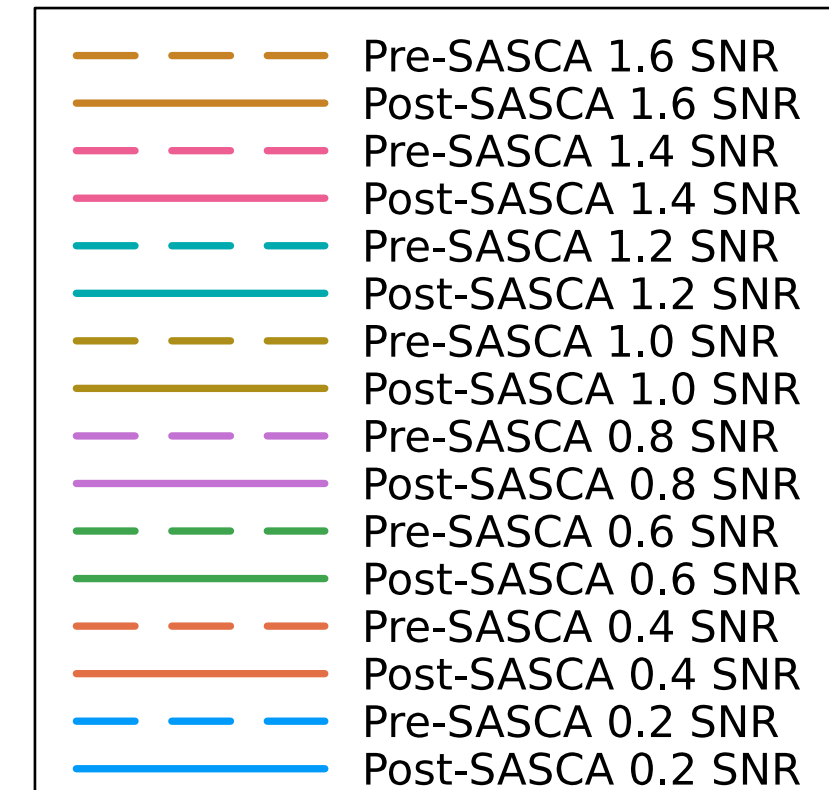 Pre-SASCA 1.6 SNR
Post-SASCA 1.6 SNR
Pre-SASCA 1.4 SNR
Post-SASCA 1.4 SNR
Pre-SASCA 1.2 SNR
Post-SASCA 1.2 SNR
Pre-SASCA 1.0 SNR
Post-SASCA 1.0 SNR
Pre-SASCA 0.8 SNR
Post-SASCA 0.8 SNR
Pre-SASCA 0.6 SNR
Post-SASCA 0.6 SNR
Pre-SASCA 0.4 SNR
Post-SASCA 0.4 SNR
Pre-SASCA 0.2 SNR
Post-SASCA 0.2 SNR